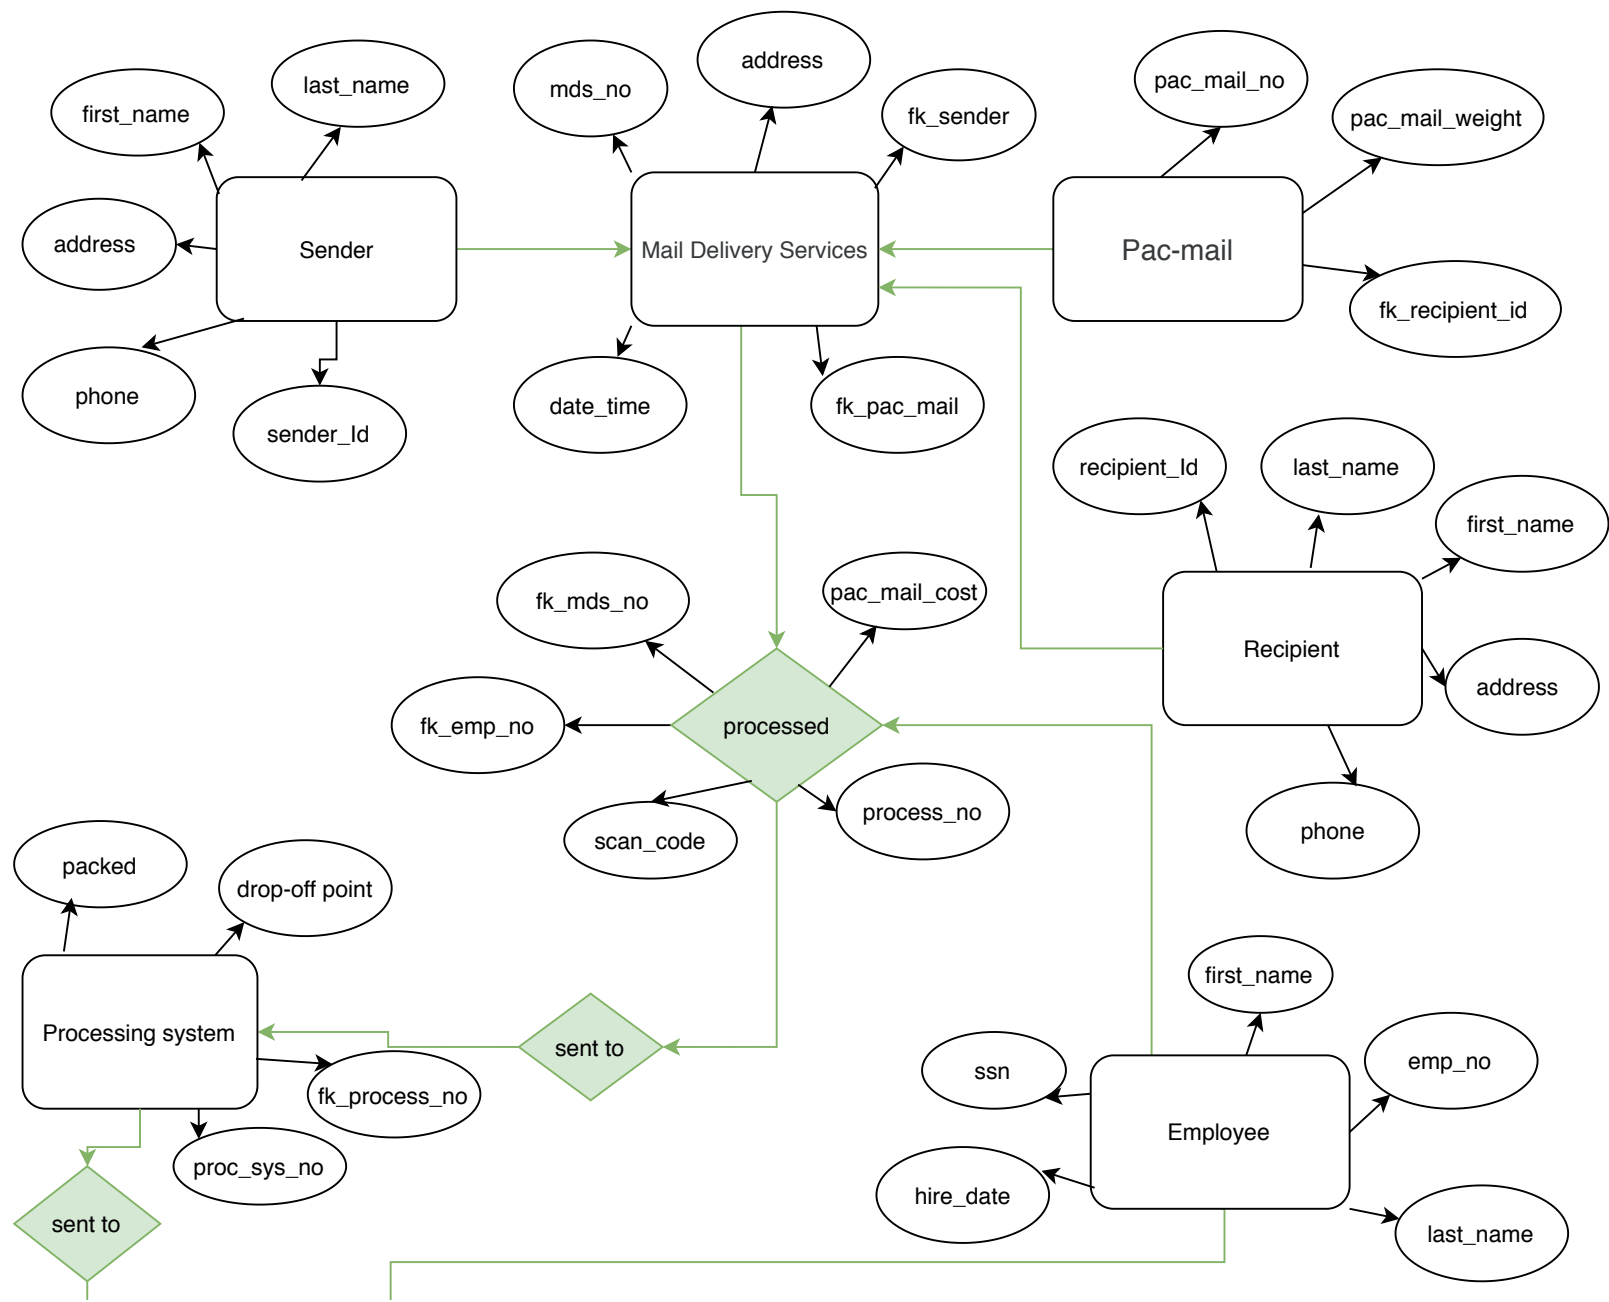 address
last_name
mds_no
pac_mail_no
first_name
fk_sender
pac_mail_weight
address
Sender
Mail Delivery Services
Pac-mail
fk_recipient_id
phone
sender_Id
date_time
fk_pac_mail
recipient_Id
last_name
first_name
fk_mds_no
pac_mail_cost
Recipient
address
fk_emp_no
processed
process_no
scan_code
phone
packed
drop-off point
first_name
Processing system
sent to
ssn
emp_no
fk_process_no
Employee
proc_sys_no
hire_date
sent to
last_name